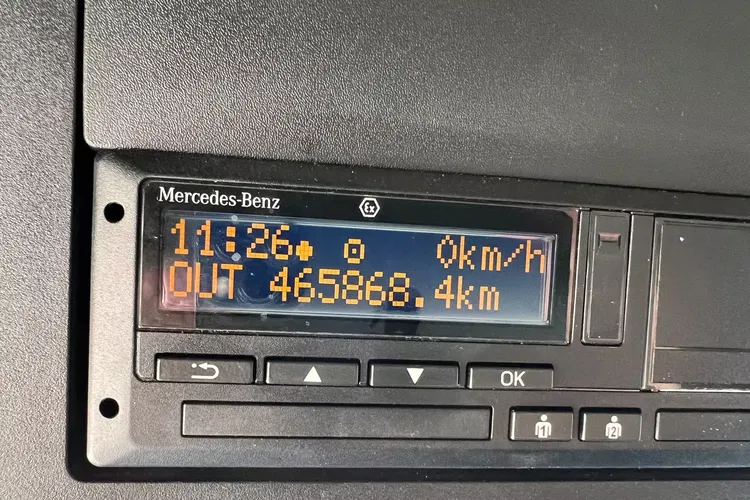 Mercedes-Benz
Ex
11:26 0km/h
OUT 465868.4km
OK
1 2